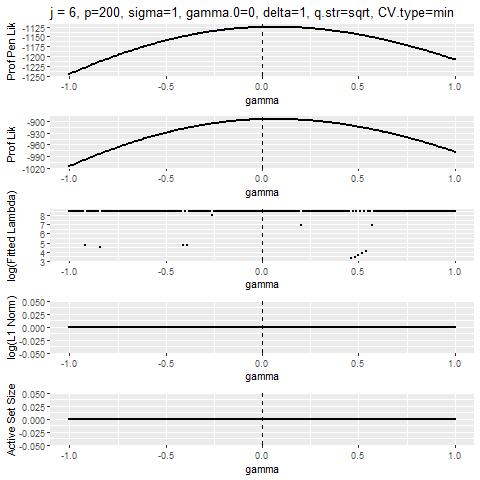 j = 6, p=200, sigma=1, gamma.0=0, delta=1, q.str=sqrt, CV.type=min
Prof Pen Lik
-1125
-1150
-1175
-1200
-1225
-1250
-1.0 -0.5 0.0 0.5 1.0
gamma
Prof Lik
-900
-930
-960
-990
-1020
-1.0 -0.5 0.0 0.5 1.0
gamma
log(Fitted Lambda)
8
7
6
5
4
3
-1.0 -0.5 0.0 0.5 1.0
gamma
log(L1 Norm)
0.050
0.025
0.000
-0.025
-0.050
-1.0 -0.5 0.0 0.5 1.0
gamma
Active Set Size
0.050
0.025
0.000
-0.025
-0.050
-1.0 -0.5 0.0 0.5 1.0
gamma